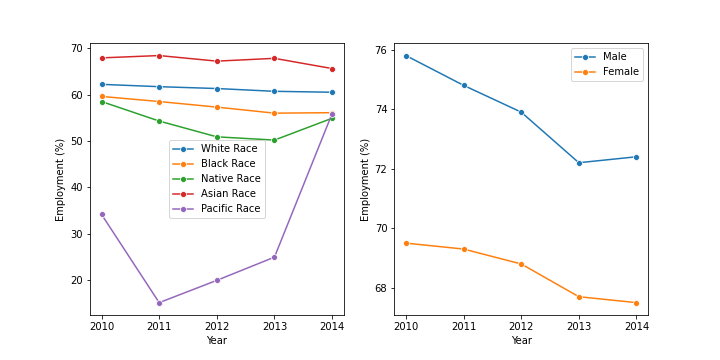 70
60
50
40
30
20
Employment (%)
2010 2011 2012 2013 2014
Year
White Race
Black Race
Native Race
Asian Race
Pacific Race
76
74
72
70
68
Employment (%)
2010 2011 2012 2013 2014
Year
Male
Female